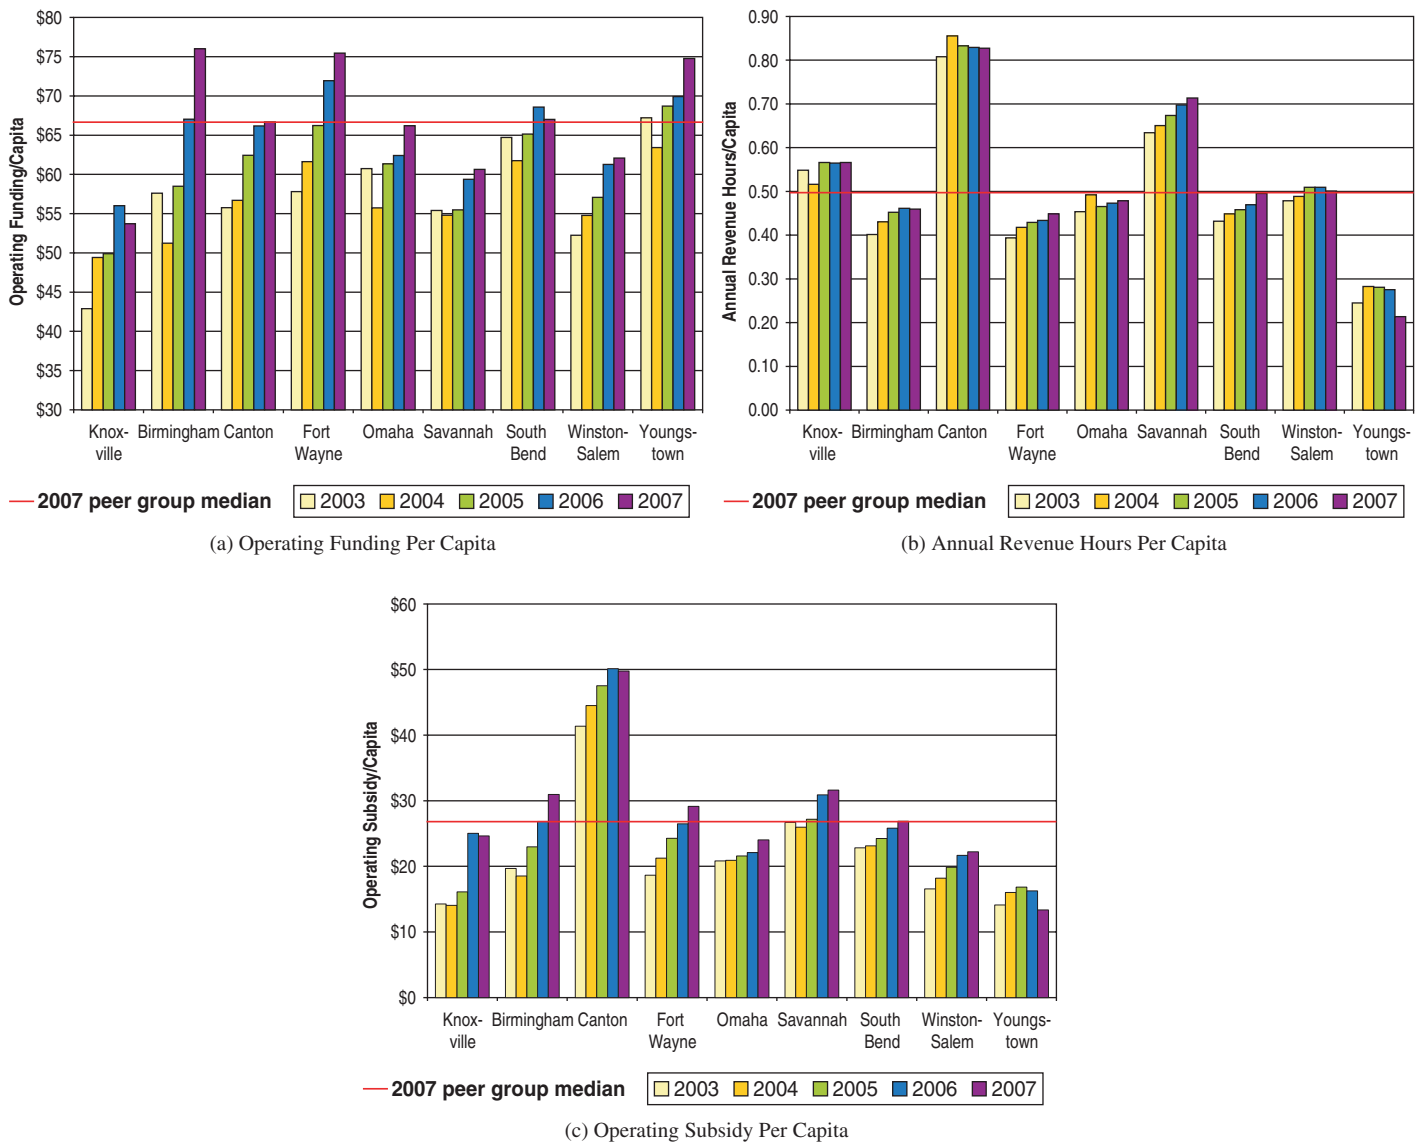 $80
$75
$70
$65
$60
$55
$50
$45
$40
$35
$30
Operating Funding/Capita
Knox-
ville
Birmingham
Canton
Fort
Wayne
Omaha
Savannah
South
Bend
Winston-
Salem
Youngs-
town
2007 peer group median
2003 2004 2005 2006 2007
(a) Operating Funding Per Capita
0.90
0.80
0.70
0.60
0.50
0.40
0.30
0.20
0.10
0.00
Annual Revenue Hours/Capita
Knox-
ville
Birmingham
Canton
Fort
Wayne
Omaha
Savannah
South
Bend
Winston-
Salem
Youngs-
town
2007 peer group median
2003 2004 2005 2006 2007
(b) Annual Revenue Hours Per Capita
$60
$50
$40
$30
$20
$10
$0
Operating Subsidy/Capita
Knox-
ville
Birmingham
Canton
Fort
Wayne
Omaha
Savannah
South
Bend
Winston-
Salem
Youngs-
town
2007 peer group median
2003 2004 2005 2006 2007
(c) Operating Subsidy Per Capita